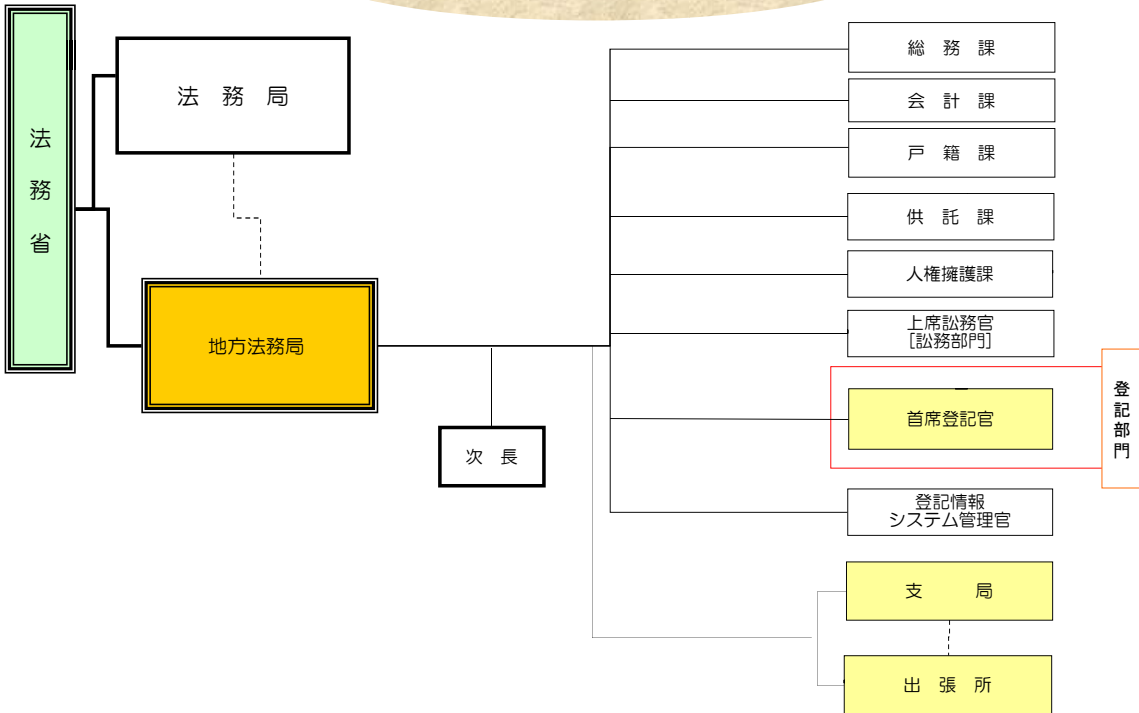 法務省
法　務　局
地方法務局
次　長
総　務　課
会　計　課
戸　籍　課
供　託　課
人権擁護課
上席訟務官
[訟務部門]
首席登記官
登記部門
登記情報
システム管理官
支　　局
出　張　所